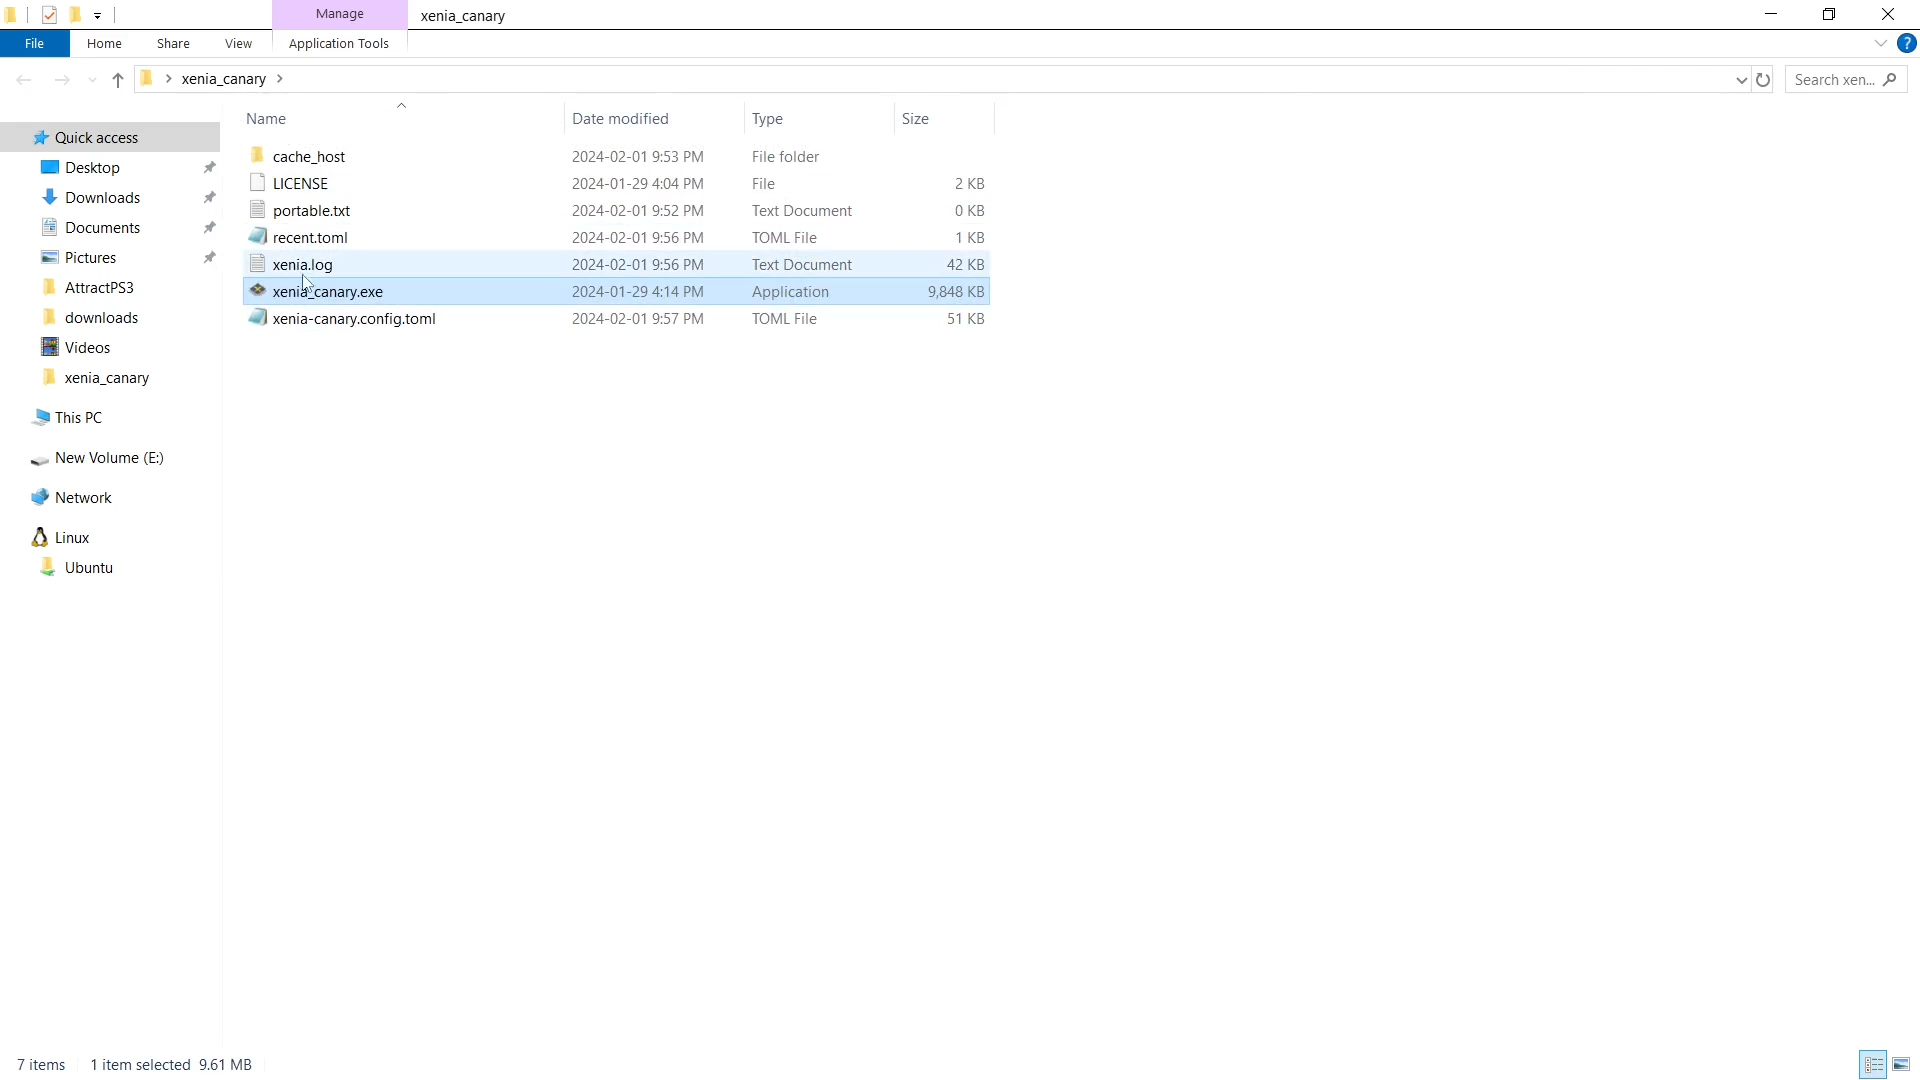 Manage
xenia_canary
File
Home
Share
View
Application Tools
?
xenia_canary
Search xen...
Name
Date modified
Type
Size
Quick access
Desktop
Downloads
Documents
Pictures
AttractPS3
downloads
Videos
xenia_canary
This PC
New Volume (E:)
Network
Linux
Ubuntu
cache_host 2024-02-01 9:53 PM File folder
LICENSE 2024-01-29 4:04 PM File 2 KB
portable.txt 2024-02-01 9:52 PM Text Document 0 KB
recent.toml 2024-02-01 9:56 PM TOML File 1 KB
xenia.log 2024-02-01 9:56 PM Text Document 42 KB
xenia_canary.exe 2024-01-29 4:14 PM Application 9,848 KB
xenia-canary.config.toml 2024-02-01 9:57 PM TOML File 51 KB
7 items 1 item selected 9.61 MB